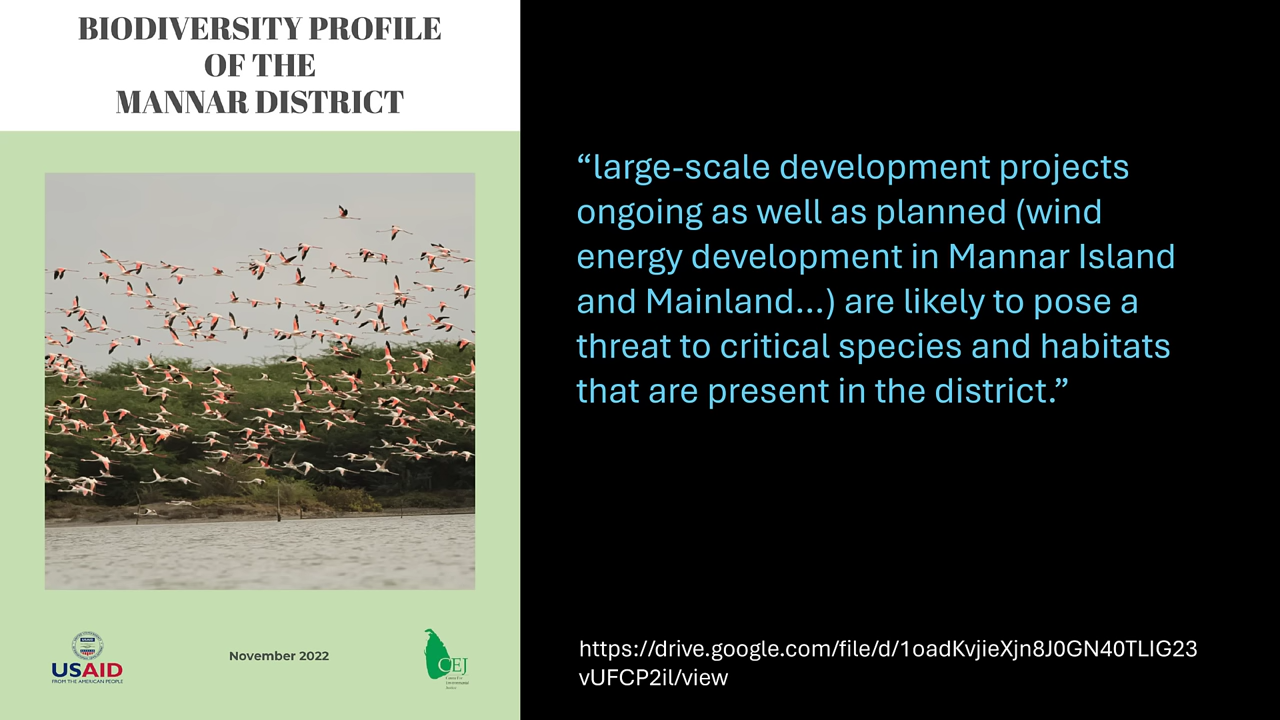 BIODIVERSITY PROFILE
OF THE
MANNAR DISTRICT
“large-scale development projects
ongoing as well as planned (wind
energy development in Mannar Island
and Mainland...) are likely to pose a
threat to critical species and habitats
that are present in the district.”
USAID
FROM THE AMERICAN PEOPLE
November 2022
CEJ
https://drive.google.com/file/d/1oadKvjieXjn8J0GN40TLIG23
vUFCP2il/view